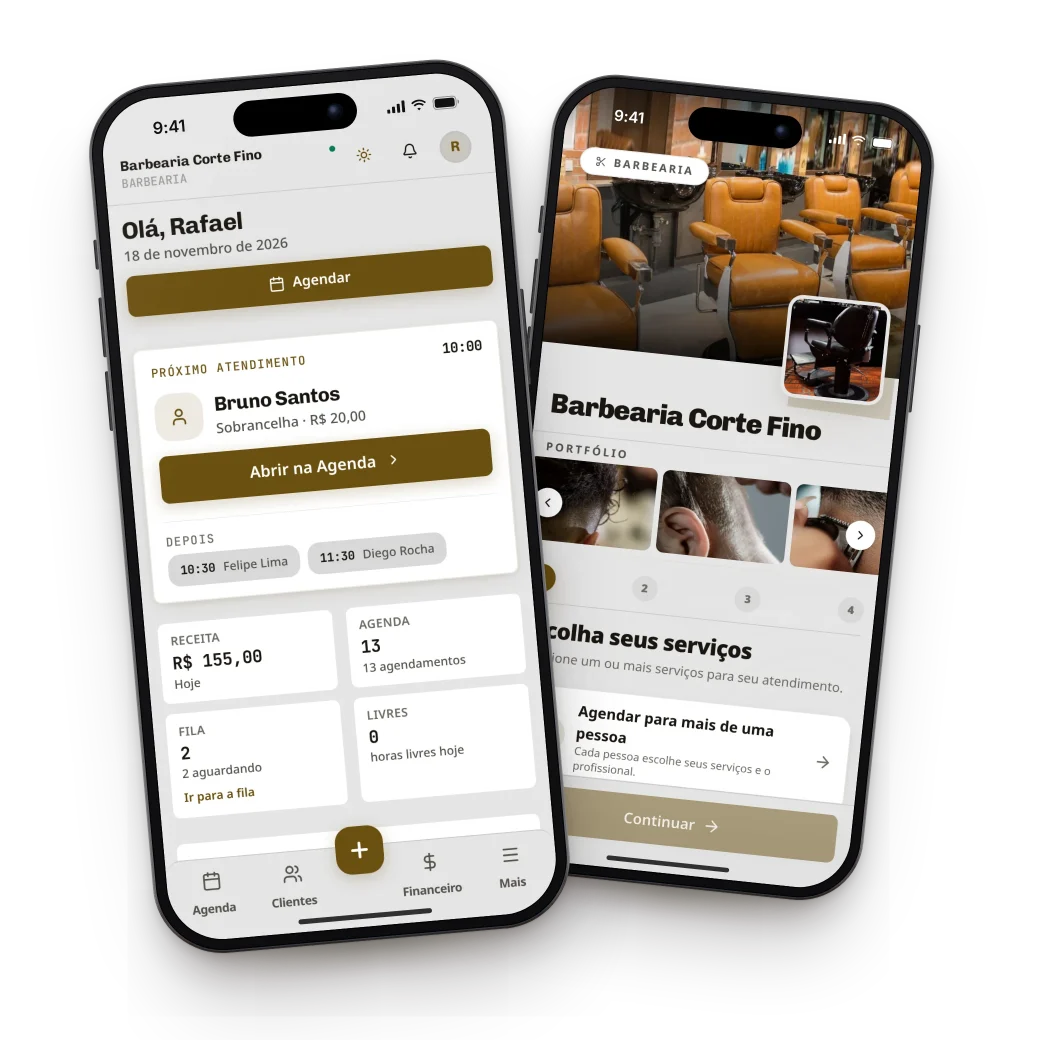 9:41
Barbearia Corte Fino
BARBEARIA
R
Olá, Rafael
18 de novembro de 2026
Agendar
PRÓXIMO ATENDIMENTO
10:00
Bruno Santos
Sobrancelha · R$ 20,00
Abrir na Agenda
DEPOIS
10:30 Felipe Lima
11:30 Diego Rocha
RECEITA
R$ 155,00
Hoje
AGENDA
13
13 agendamentos
FILA
2
2 aguardando
Ir para a fila
LIVRES
0
horas livres hoje
Agenda
Clientes
Financeiro
Mais
9:41
BARBEARIA
Barbearia Corte Fino
PORTFÓLIO
2
3
4
colha seus serviços
ione um ou mais serviços para seu atendimento.
Agendar para mais de uma
pessoa
Cada pessoa escolhe seus serviços e o
profissional.
Continuar